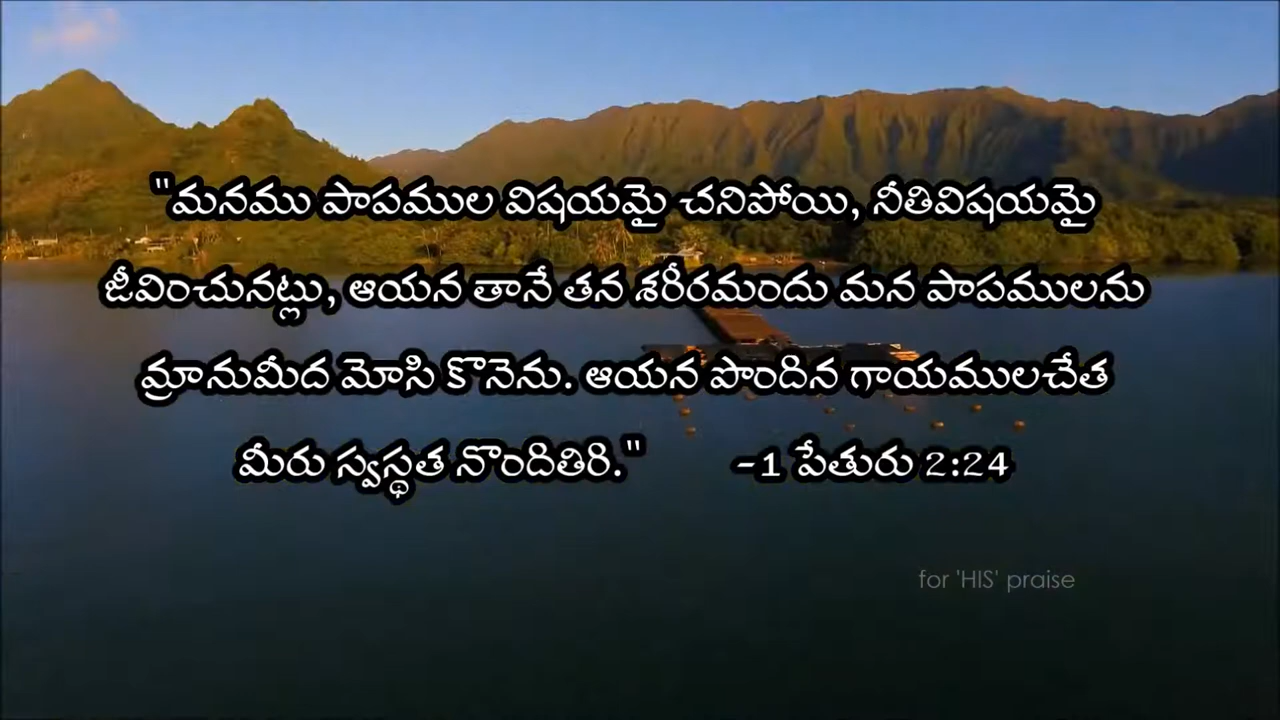 "మనము పాపముల విషయమై చనిపోయి, నీతివిషయమై
జీవించునట్లు, ఆయన తానే తన శరీరమందు మన పాపములను
మ్రానుమీద మోసి కొనెను. ఆయన పొందిన గాయములచేత
మీరు స్వస్థత నొందితిరి." -1 పేతురు 2:24
for 'HIS' praise